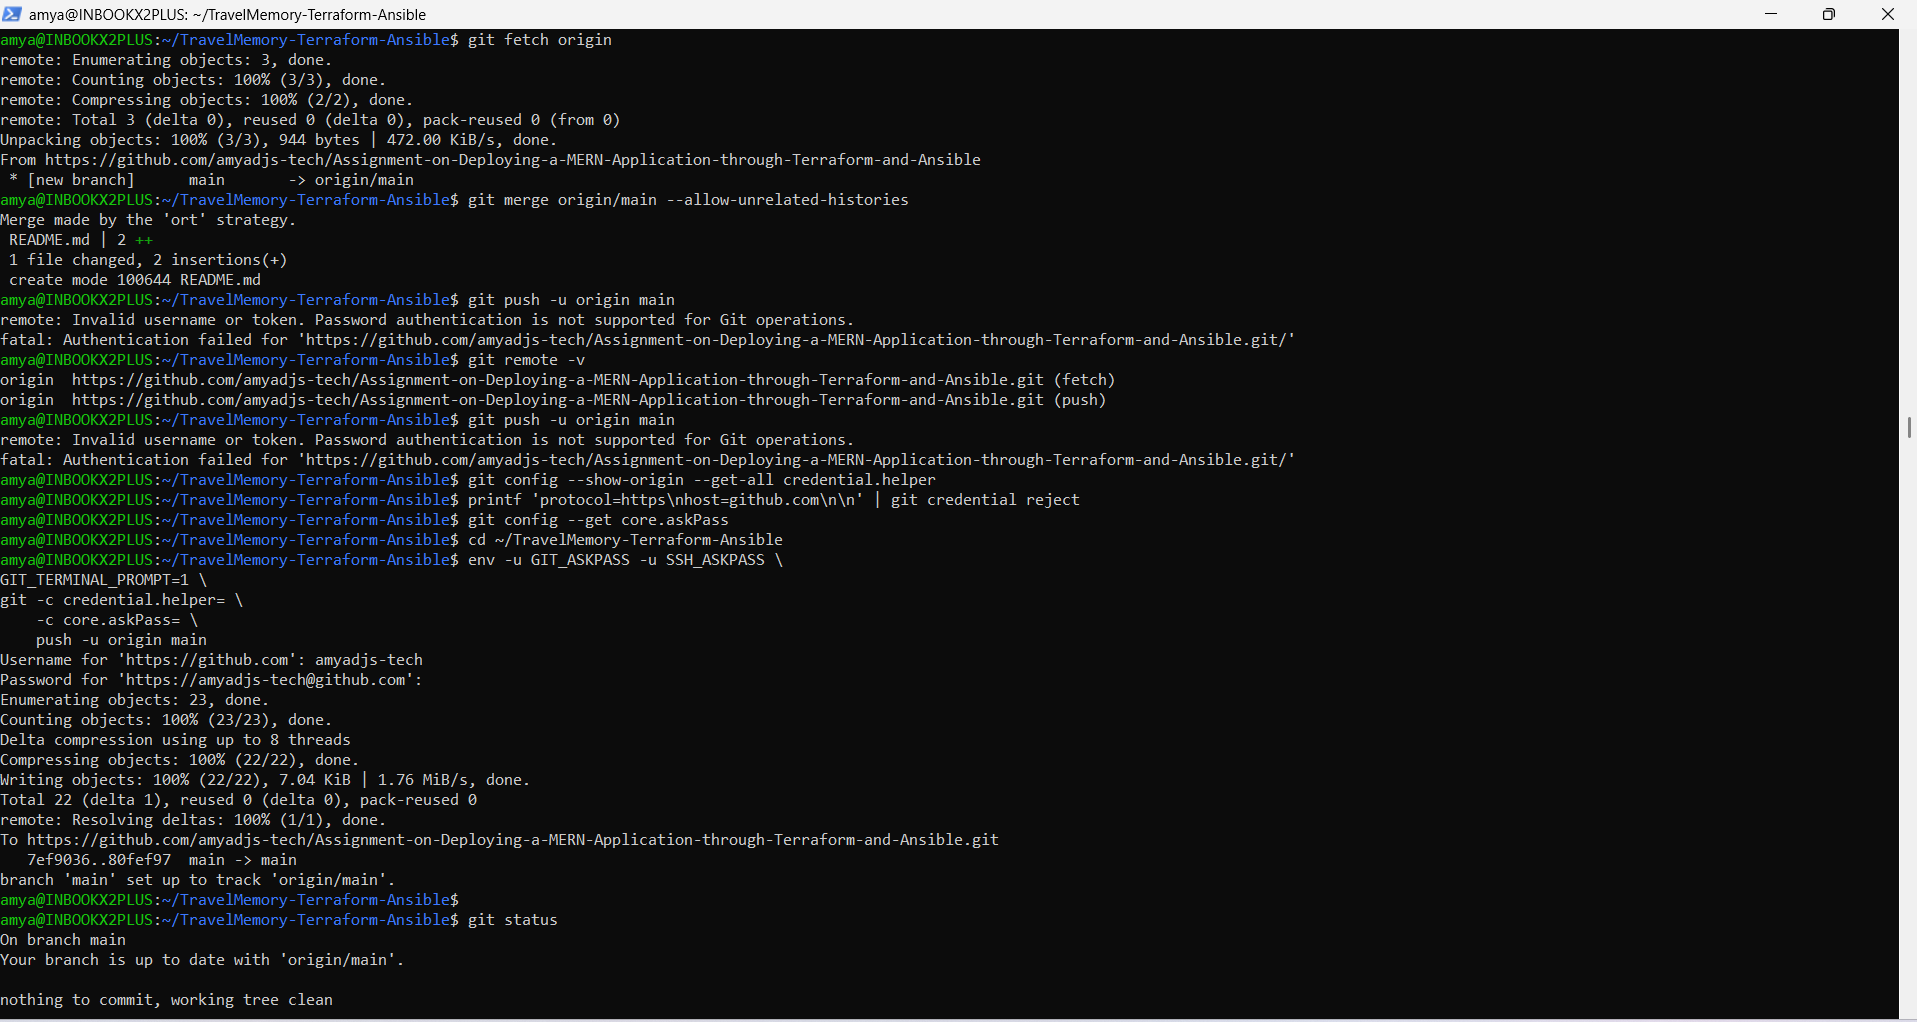 amya@INBOOKX2PLUS: ~/TravelMemory-Terraform-Ansible
amya@INBOOKX2PLUS:~/TravelMemory-Terraform-Ansible$ git fetch origin
remote: Enumerating objects: 3, done.
remote: Counting objects: 100% (3/3), done.
remote: Compressing objects: 100% (2/2), done.
remote: Total 3 (delta 0), reused 0 (delta 0), pack-reused 0 (from 0)
Unpacking objects: 100% (3/3), 944 bytes | 472.00 KiB/s, done.
From https://github.com/amyadjs-tech/Assignment-on-Deploying-a-MERN-Application-through-Terraform-and-Ansible
 * [new branch]      main       -> origin/main
amya@INBOOKX2PLUS:~/TravelMemory-Terraform-Ansible$ git merge origin/main --allow-unrelated-histories
Merge made by the 'ort' strategy.
 README.md | 2 ++
 1 file changed, 2 insertions(+)
 create mode 100644 README.md
amya@INBOOKX2PLUS:~/TravelMemory-Terraform-Ansible$ git push -u origin main
remote: Invalid username or token. Password authentication is not supported for Git operations.
fatal: Authentication failed for 'https://github.com/amyadjs-tech/Assignment-on-Deploying-a-MERN-Application-through-Terraform-and-Ansible.git/'
amya@INBOOKX2PLUS:~/TravelMemory-Terraform-Ansible$ git remote -v
origin  https://github.com/amyadjs-tech/Assignment-on-Deploying-a-MERN-Application-through-Terraform-and-Ansible.git (fetch)
origin  https://github.com/amyadjs-tech/Assignment-on-Deploying-a-MERN-Application-through-Terraform-and-Ansible.git (push)
amya@INBOOKX2PLUS:~/TravelMemory-Terraform-Ansible$ git push -u origin main
remote: Invalid username or token. Password authentication is not supported for Git operations.
fatal: Authentication failed for 'https://github.com/amyadjs-tech/Assignment-on-Deploying-a-MERN-Application-through-Terraform-and-Ansible.git/'
amya@INBOOKX2PLUS:~/TravelMemory-Terraform-Ansible$ git config --show-origin --get-all credential.helper
amya@INBOOKX2PLUS:~/TravelMemory-Terraform-Ansible$ printf 'protocol=https\nhost=github.com\n\n' | git credential reject
amya@INBOOKX2PLUS:~/TravelMemory-Terraform-Ansible$ git config --get core.askPass
amya@INBOOKX2PLUS:~/TravelMemory-Terraform-Ansible$ cd ~/TravelMemory-Terraform-Ansible
amya@INBOOKX2PLUS:~/TravelMemory-Terraform-Ansible$ env -u GIT_ASKPASS -u SSH_ASKPASS \
GIT_TERMINAL_PROMPT=1 \
git -c credential.helper= \
    -c core.askPass= \
    push -u origin main
Username for 'https://github.com': amyadjs-tech
Password for 'https://amyadjs-tech@github.com':
Enumerating objects: 23, done.
Counting objects: 100% (23/23), done.
Delta compression using up to 8 threads
Compressing objects: 100% (22/22), done.
Writing objects: 100% (22/22), 7.04 KiB | 1.76 MiB/s, done.
Total 22 (delta 1), reused 0 (delta 0), pack-reused 0
remote: Resolving deltas: 100% (1/1), done.
To https://github.com/amyadjs-tech/Assignment-on-Deploying-a-MERN-Application-through-Terraform-and-Ansible.git
   7ef9036..80fef97  main -> main
branch 'main' set up to track 'origin/main'.
amya@INBOOKX2PLUS:~/TravelMemory-Terraform-Ansible$
amya@INBOOKX2PLUS:~/TravelMemory-Terraform-Ansible$ git status
On branch main
Your branch is up to date with 'origin/main'.

nothing to commit, working tree clean